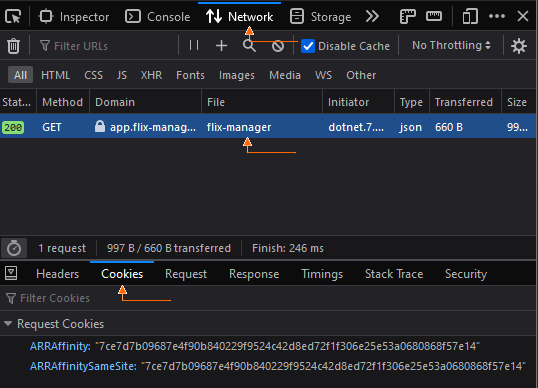 Inspector Console Network Storage
Filter URLs Disable Cache No Throttling
All HTML CSS JS XHR Fonts Images Media WS Other
Stat... Method Domain File Initiator Type Transferred Size
200 GET app.flix-manag... flix-manager dotnet.7.... json 660 B 99...
1 request 997 B / 660 B transferred Finish: 246 ms
Headers Cookies Request Response Timings Stack Trace Security
Filter Cookies
Request Cookies
ARRAffinity: "7ce7d7b09687e4f90b840229f9524c42d8ed72f1f306e25e53a0680868f57e14"
ARRAffinitySameSite: "7ce7d7b09687e4f90b840229f9524c42d8ed72f1f306e25e53a0680868f57e14"